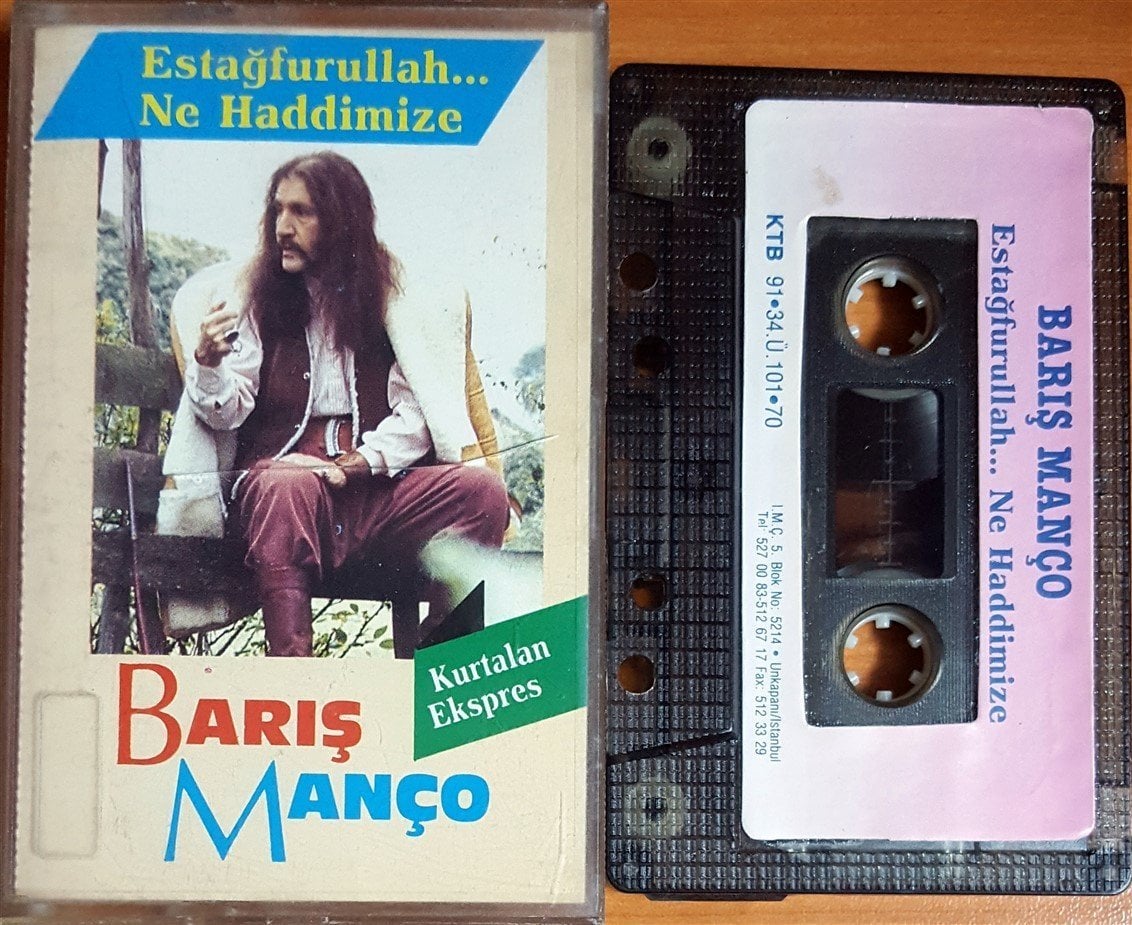 Estağfurullah...
Ne Haddimize
Kurtalan
Ekspres
BARIŞ
MANÇO
BARIŞ MANÇO
Estağfurullah... Ne Haddimize
KTB 91•34.Ü.101•70
I.M.Ç. 5. Blok No: 5214 • Unkapanı/İstanbul
Tel: 527 00 83-512 67 17 Fax: 512 33 29